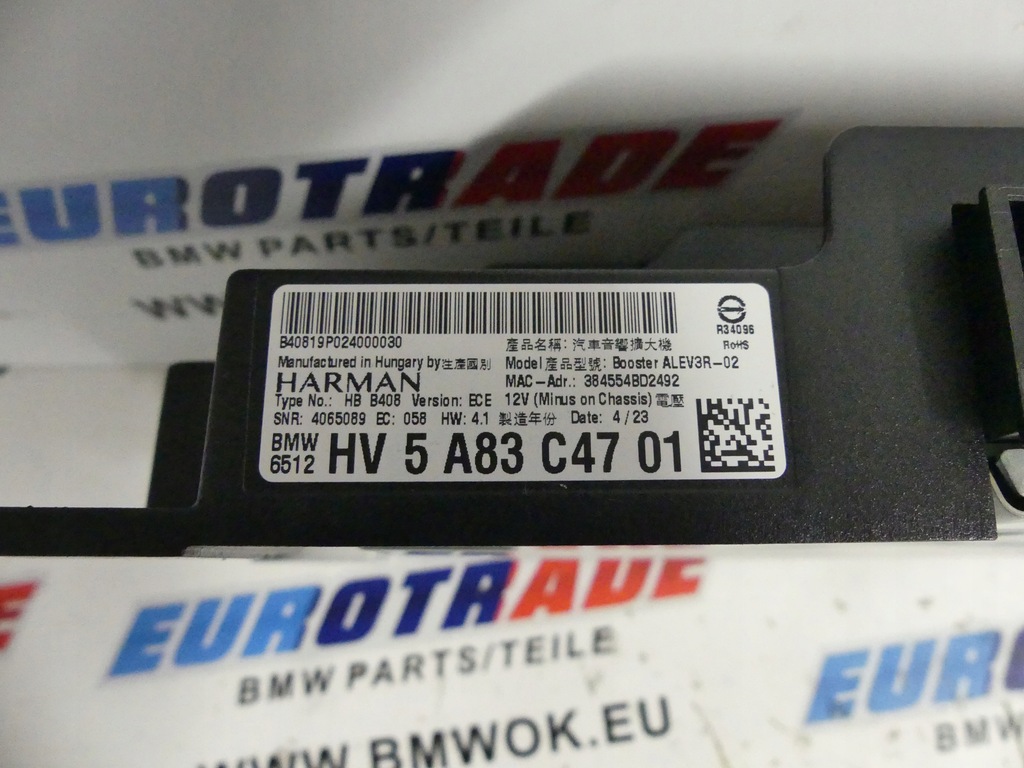 EUROTRADE
BMW PARTS/TEILE
B40819P024000030
R34096
RoHS
產品名稱: 汽車音響擴大機
Manufactured in Hungary by 生產國別
Model 產品型號: Booster ALEV3R-02
HARMAN
MAC-Adr.: 384554BD2492
Type No.: HB B408 Version: ECE 12V (Minus on Chassis) 電壓
SNR: 4065089 EC: 058 HW: 4.1 製造年份 Date: 4/23
BMW
6512 HV 5 A83 C47 01
EUROTRADE
BMW PARTS/TEILE
WWW.BMWOK.EU
EURO
BMW